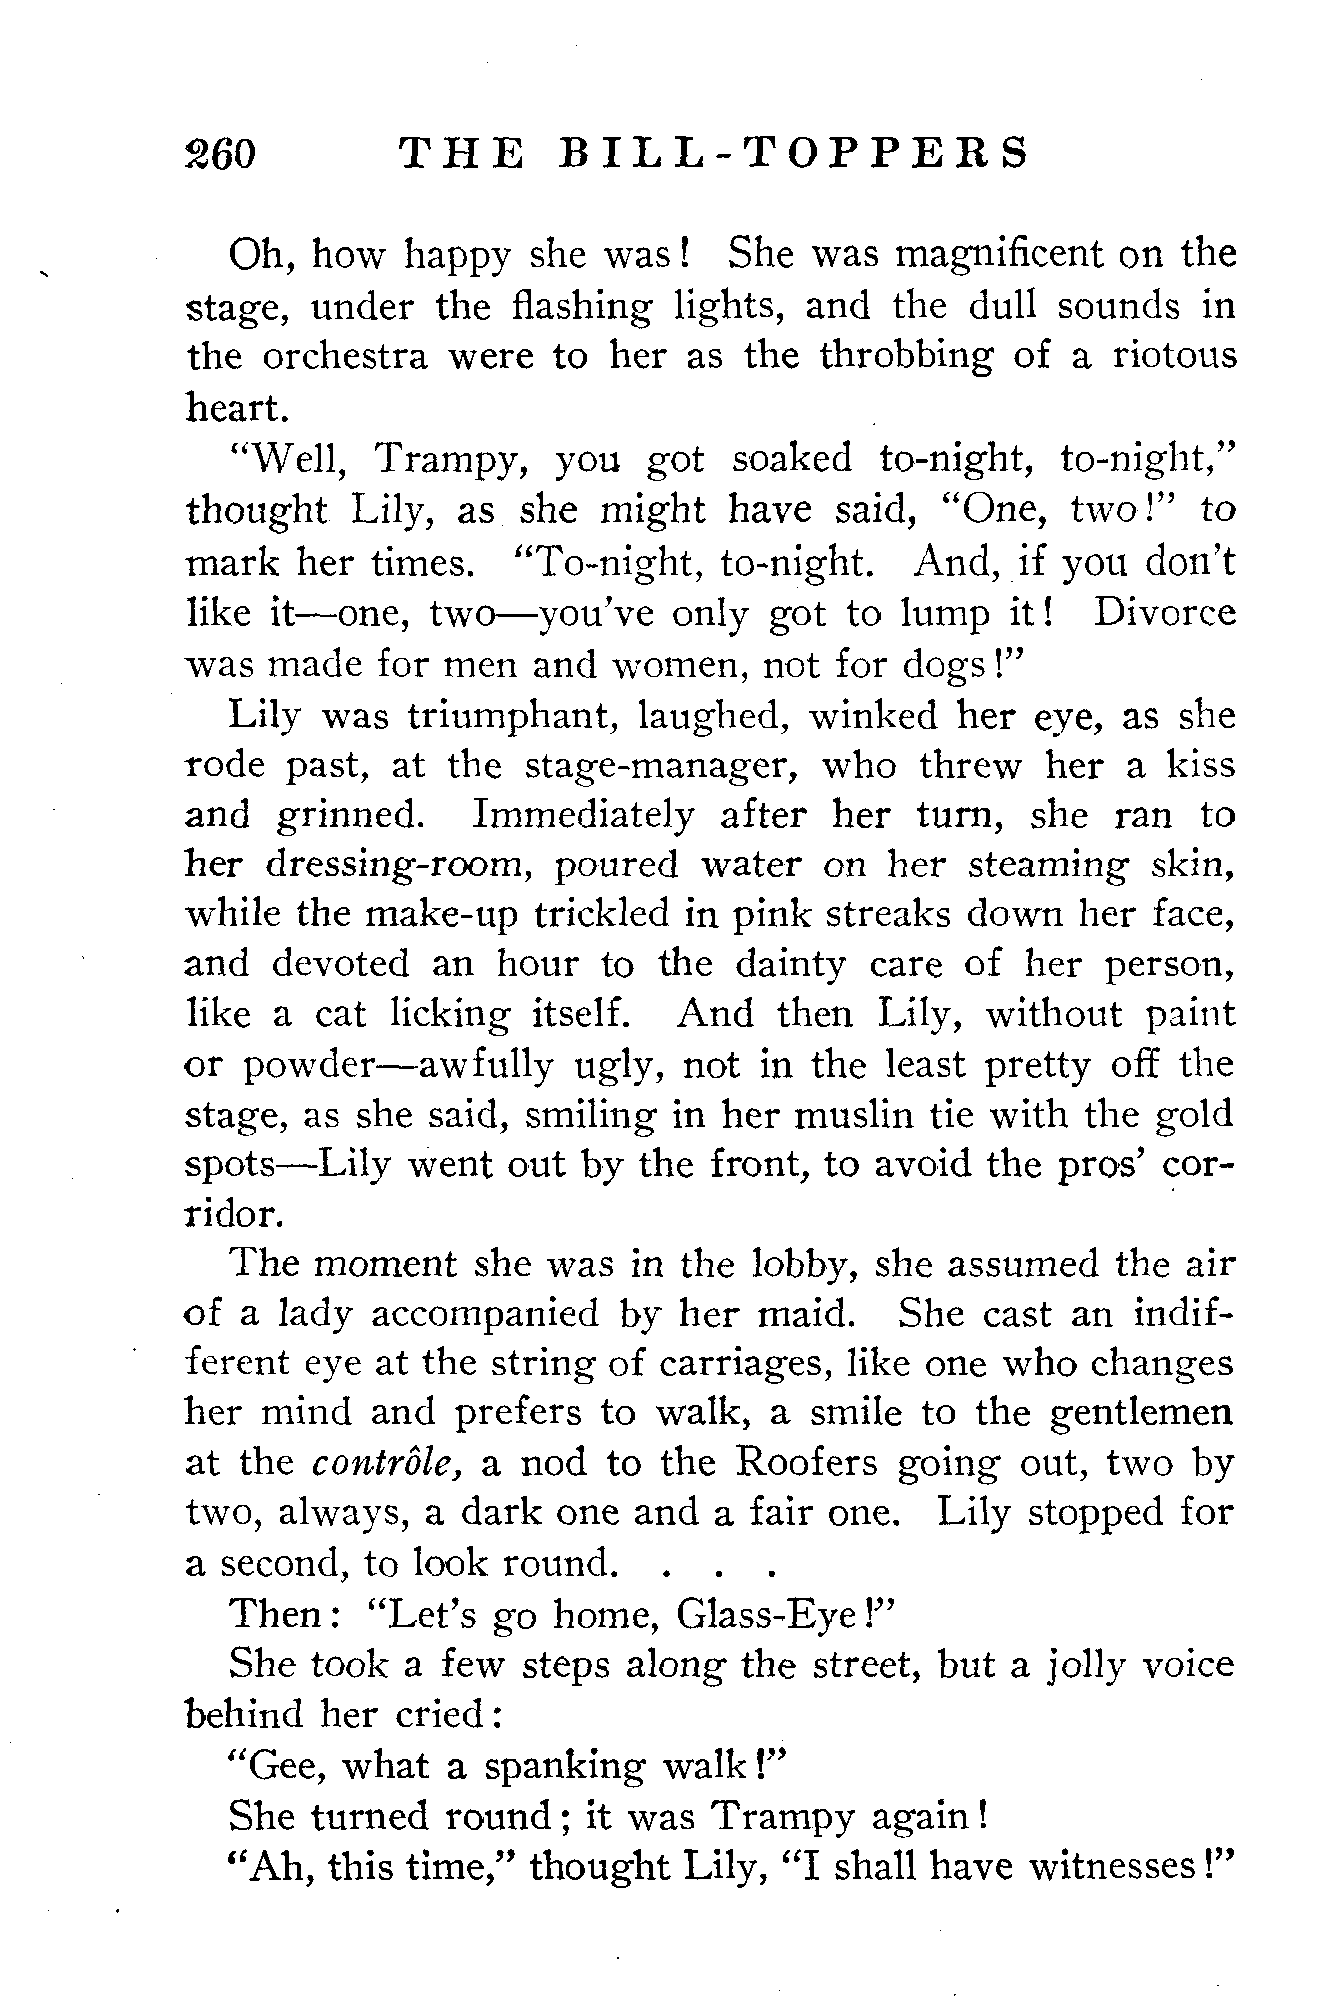 260 THE BILL-TOPPERS
Oh, how happy she was! She was magnificent on the
stage, under the flashing lights, and the dull sounds in
the orchestra were to her as the throbbing of a riotous
heart.
"Well, Trampy, you got soaked to-night, to-night,"
thought Lily, as she might have said, "One, two!" to
mark her times. "To-night, to-night. And, if you don't
like it—one, two—you've only got to lump it! Divorce
was made for men and women, not for dogs!"
Lily was triumphant, laughed, winked her eye, as she
rode past, at the stage-manager, who threw her a kiss
and grinned. Immediately after her turn, she ran to
her dressing-room, poured water on her steaming skin,
while the make-up trickled in pink streaks down her face,
and devoted an hour to the dainty care of her person,
like a cat licking itself. And then Lily, without paint
or powder—awfully ugly, not in the least pretty off the
stage, as she said, smiling in her muslin tie with the gold
spots—Lily went out by the front, to avoid the pros' cor-
ridor.
The moment she was in the lobby, she assumed the air
of a lady accompanied by her maid. She cast an indif-
ferent eye at the string of carriages, like one who changes
her mind and prefers to walk, a smile to the gentlemen
at the contrôle, a nod to the Roofers going out, two by
two, always, a dark one and a fair one. Lily stopped for
a second, to look round. . . .
Then: "Let's go home, Glass-Eye!"
She took a few steps along the street, but a jolly voice
behind her cried:
"Gee, what a spanking walk!"
She turned round; it was Trampy again!
"Ah, this time," thought Lily, "I shall have witnesses!"